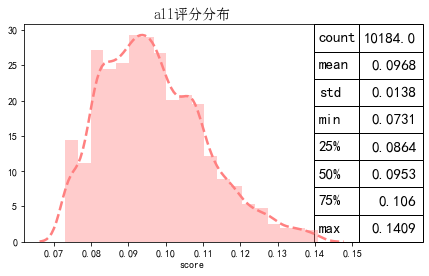 all评分分布
30
25
20
15
10
5
0
0.07 0.08 0.09 0.10 0.11 0.12 0.13 0.14 0.15
score
count 10184.0
mean 0.0968
std 0.0138
min 0.0731
25% 0.0864
50% 0.0953
75% 0.106
max 0.1409